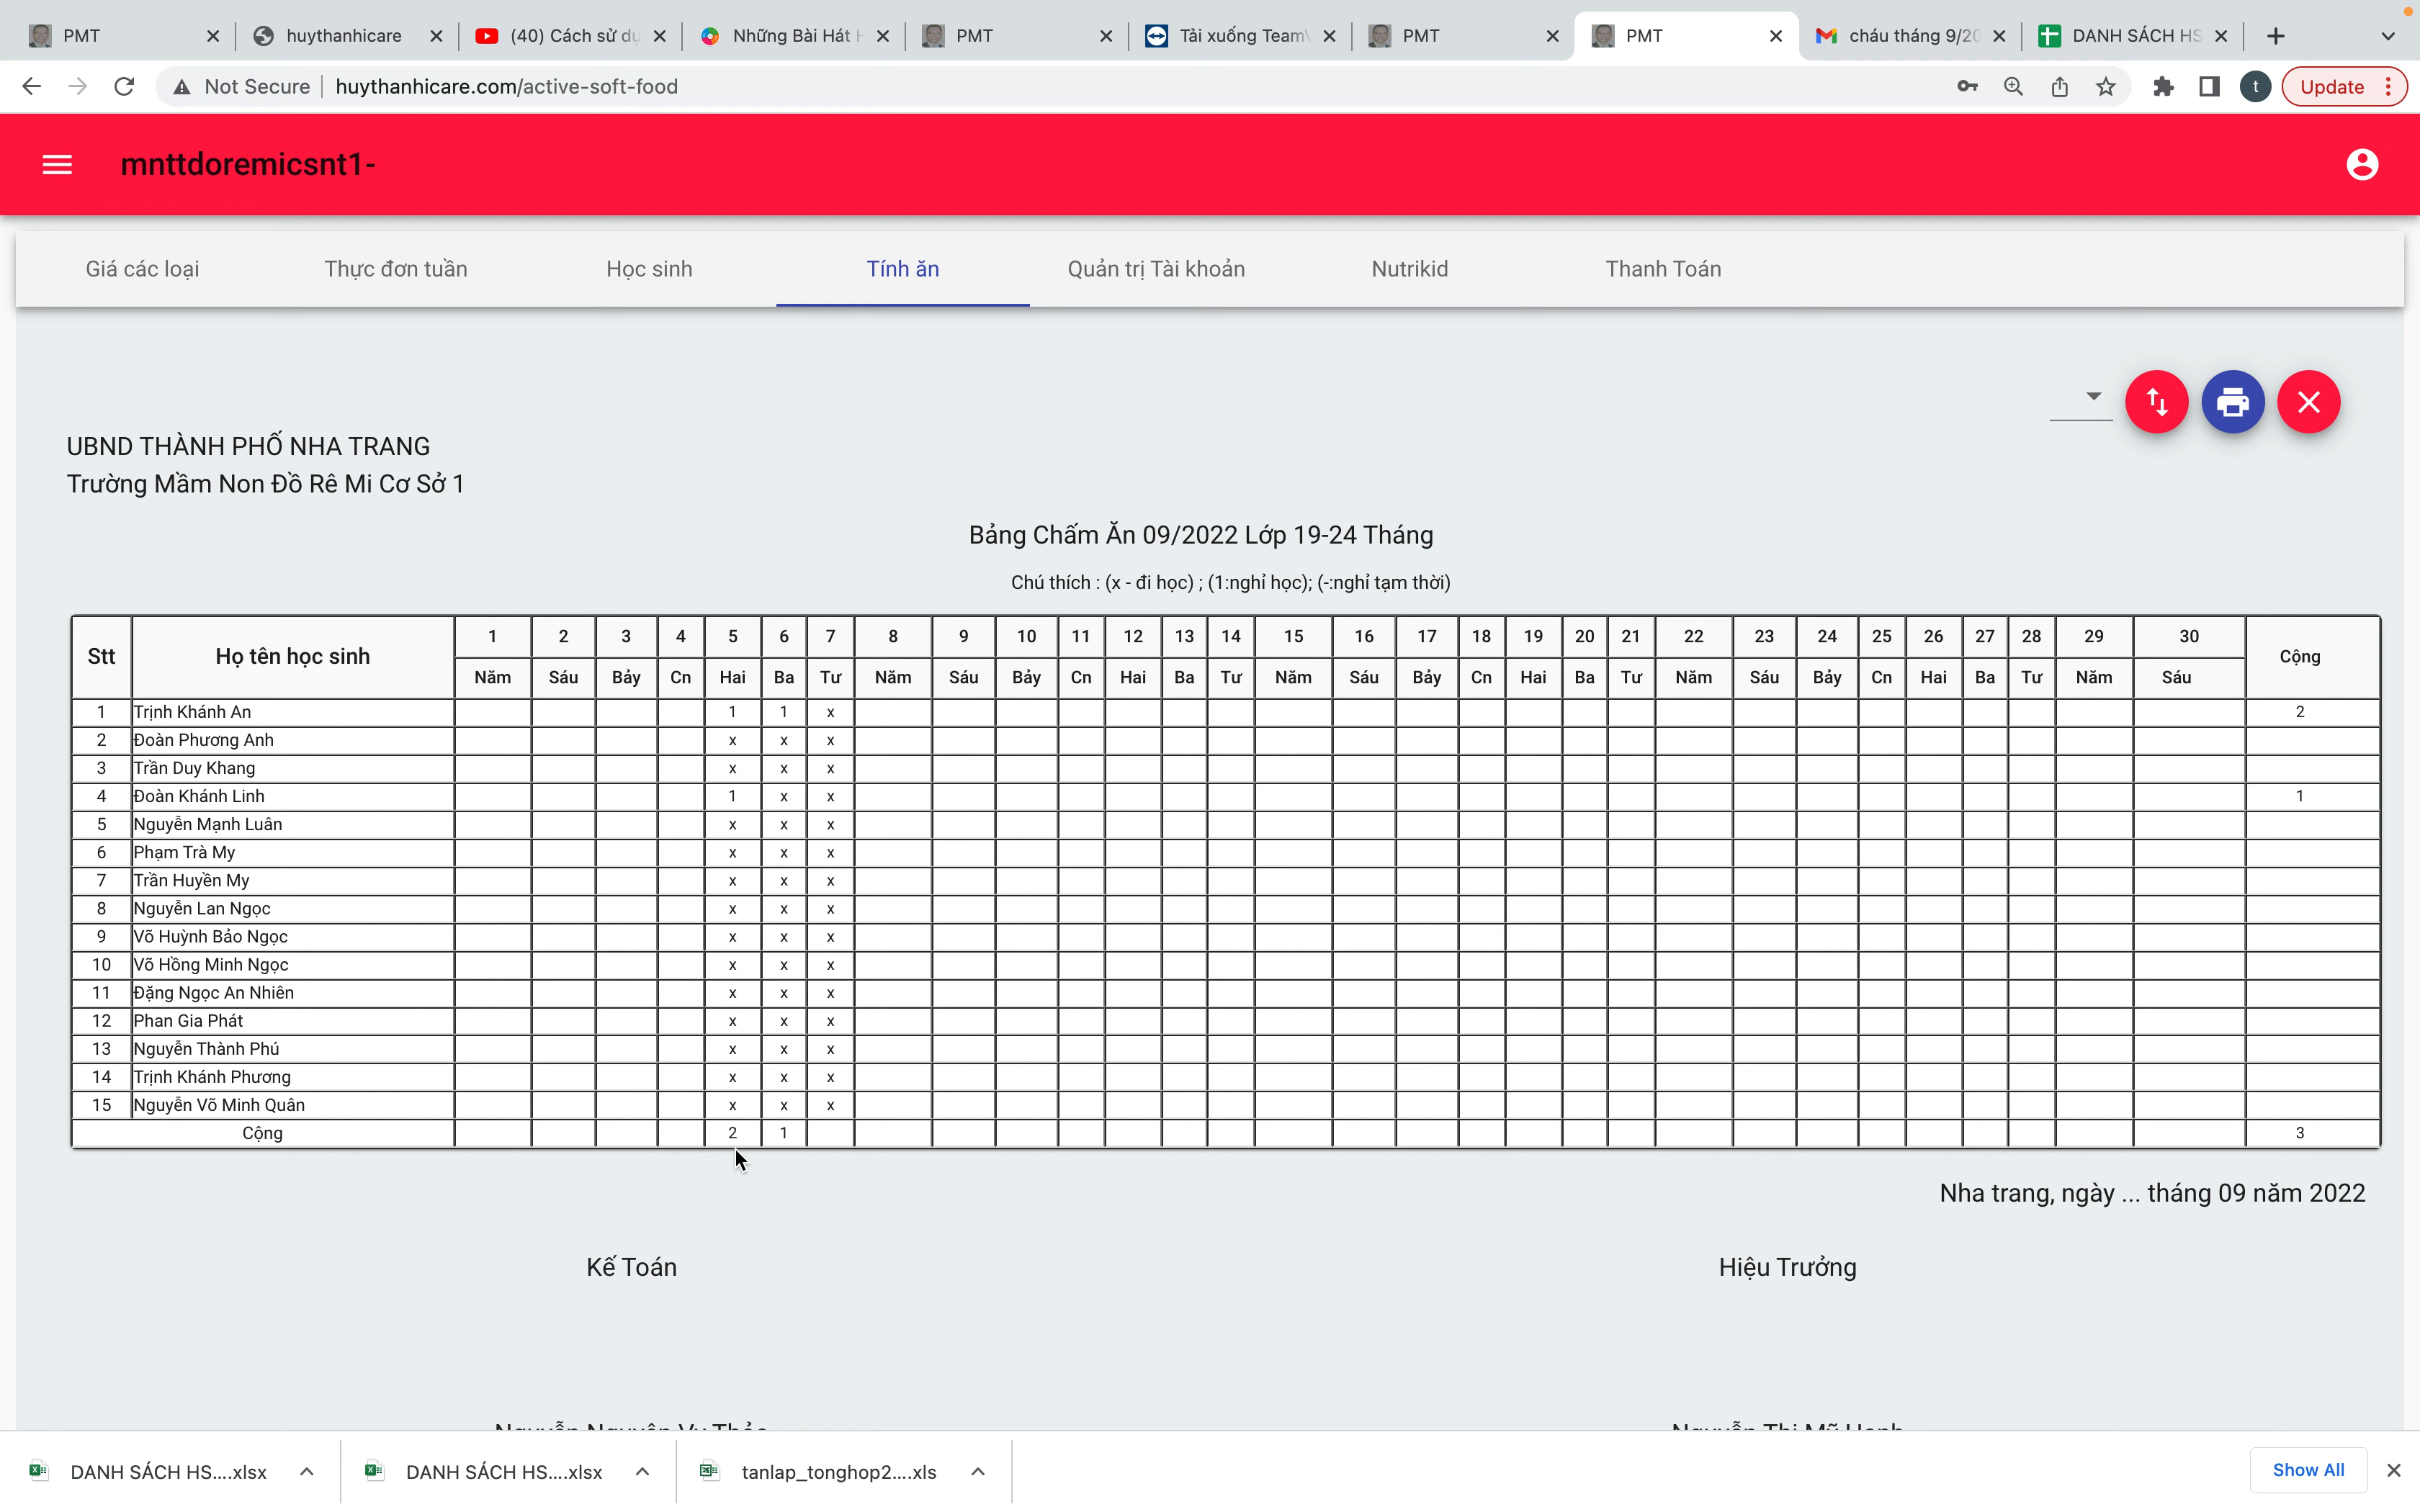 PMT
huythanhicare
(40) Cách sử dụ
Những Bài Hát H
PMT
Tải xuống Team
PMT
PMT
cháu tháng 9/20
DANH SÁCH HS
Not Secure
huythanhicare.com/active-soft-food
t
Update
mnttdoremicsnt1-
Giá các loại
Thực đơn tuần
Học sinh
Tính ăn
Quản trị Tài khoản
Nutrikid
Thanh Toán
UBND THÀNH PHỐ NHA TRANG
Trường Mầm Non Đồ Rê Mi Cơ Sở 1
Bảng Chấm Ăn 09/2022 Lớp 19-24 Tháng
Chú thích : (x - đi học) ; (1:nghỉ học); (-:nghỉ tạm thời)
Stt Họ tên học sinh 1 2 3 4 5 6 7 8 9 10 11 12 13 14 15 16 17 18 19 20 21 22 23 24 25 26 27 28 29 30 Cộng
Năm Sáu Bảy Cn Hai Ba Tư Năm Sáu Bảy Cn Hai Ba Tư Năm Sáu Bảy Cn Hai Ba Tư Năm Sáu Bảy Cn Hai Ba Tư Năm Sáu
1 Trịnh Khánh An 1 1 x 2
2 Đoàn Phương Anh x x x
3 Trần Duy Khang x x x
4 Đoàn Khánh Linh 1 x x 1
5 Nguyễn Mạnh Luân x x x
6 Phạm Trà My x x x
7 Trần Huyền My x x x
8 Nguyễn Lan Ngọc x x x
9 Võ Huỳnh Bảo Ngọc x x x
10 Võ Hồng Minh Ngọc x x x
11 Đặng Ngọc An Nhiên x x x
12 Phan Gia Phát x x x
13 Nguyễn Thành Phú x x x
14 Trịnh Khánh Phương x x x
15 Nguyễn Võ Minh Quân x x x
Cộng 2 1 3
Nha trang, ngày ... tháng 09 năm 2022
Kế Toán
Hiệu Trưởng
DANH SÁCH HS....xlsx
DANH SÁCH HS....xlsx
tanlap_tonghop2....xls
Show All